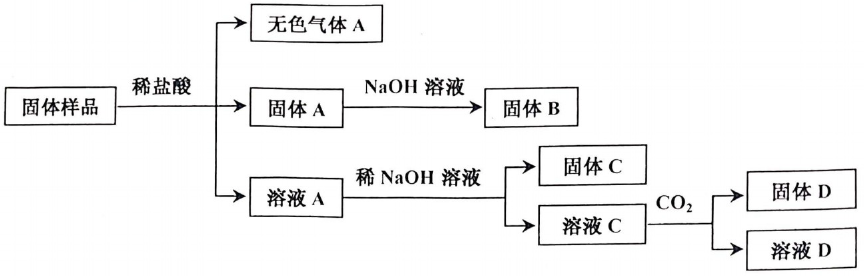 无色气体 A
稀盐酸
NaOH 溶液
固体样品
固体 A
固体 B
稀 NaOH 溶液
固体 C
溶液 A
CO₂
固体 D
溶液 C
溶液 D